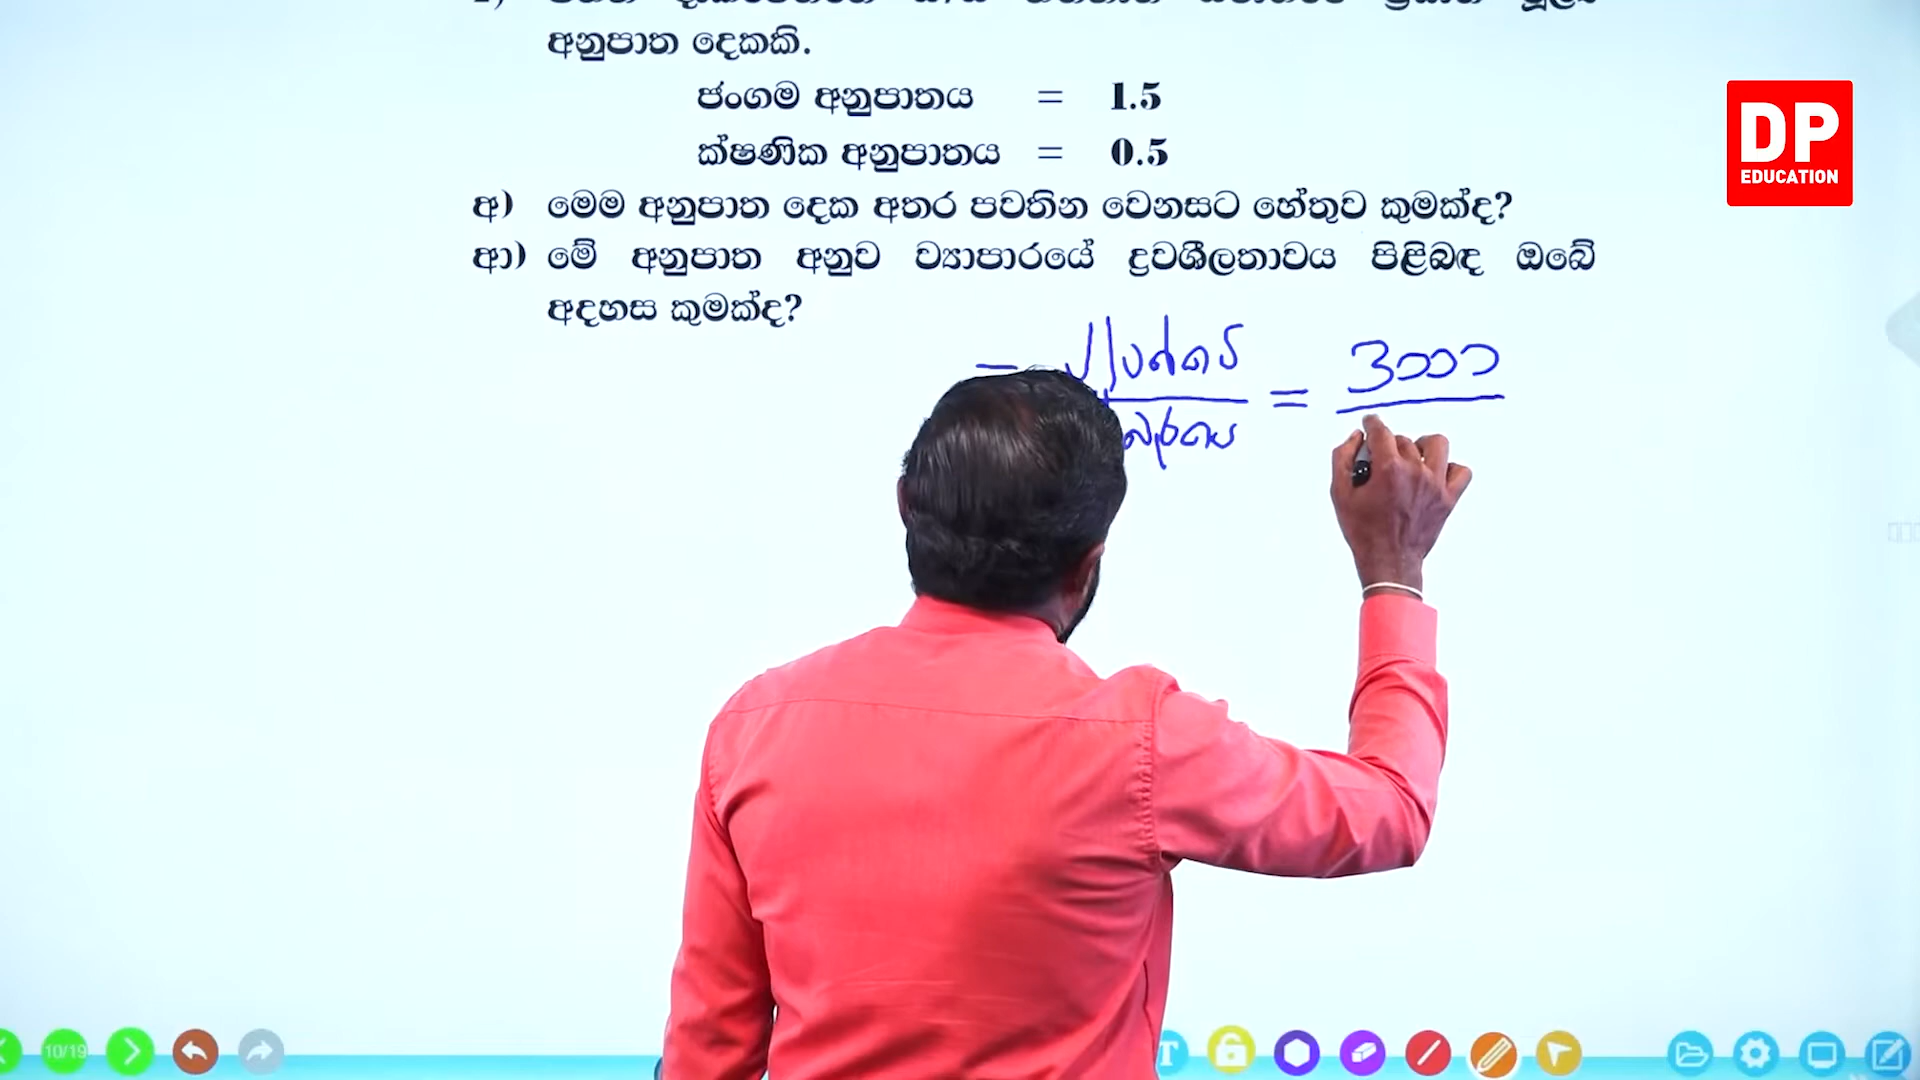 අනුපාත දෙකකි.
ජංගම අනුපාතය = 1.5
ක්ෂණික අනුපාතය = 0.5
අ) මෙම අනුපාත දෙක අතර පවතින වෙනසට හේතුව කුමක්ද?
ආ) මේ අනුපාත අනුව ව්‍යාපාරයේ ද්‍රවශීලතාවය පිළිබඳ ඔබේ
අදහස කුමක්ද?
DP
EDUCATION
= 3000
10/19